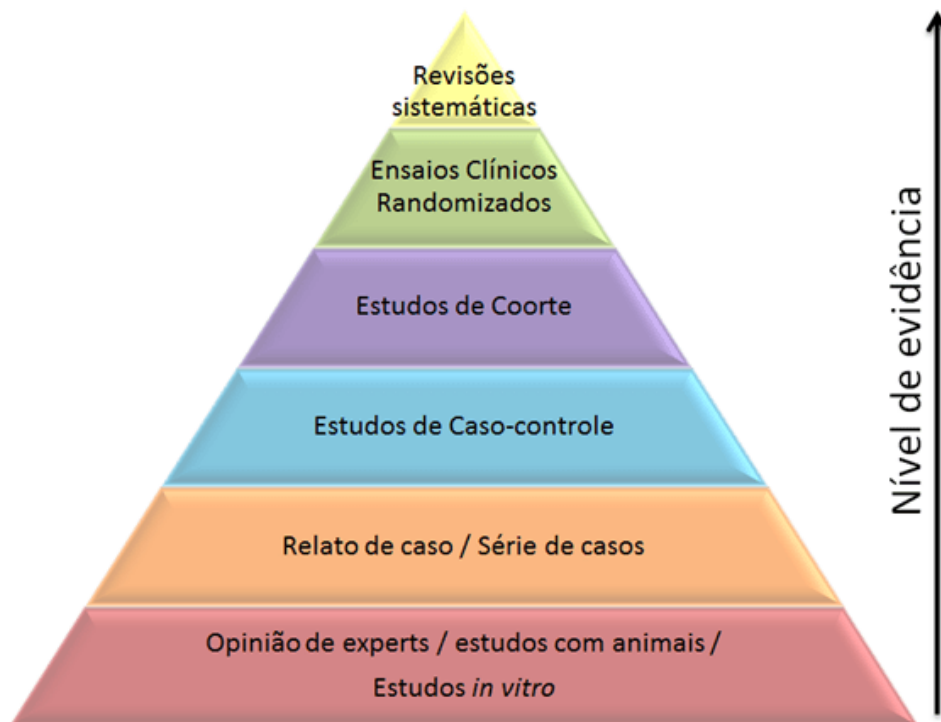 Revisões
sistemáticas
Ensaios Clínicos
Randomizados
Estudos de Coorte
Estudos de Caso-controle
Relato de caso / Série de casos
Opinião de experts / estudos com animais /
Estudos in vitro
Nível de evidência